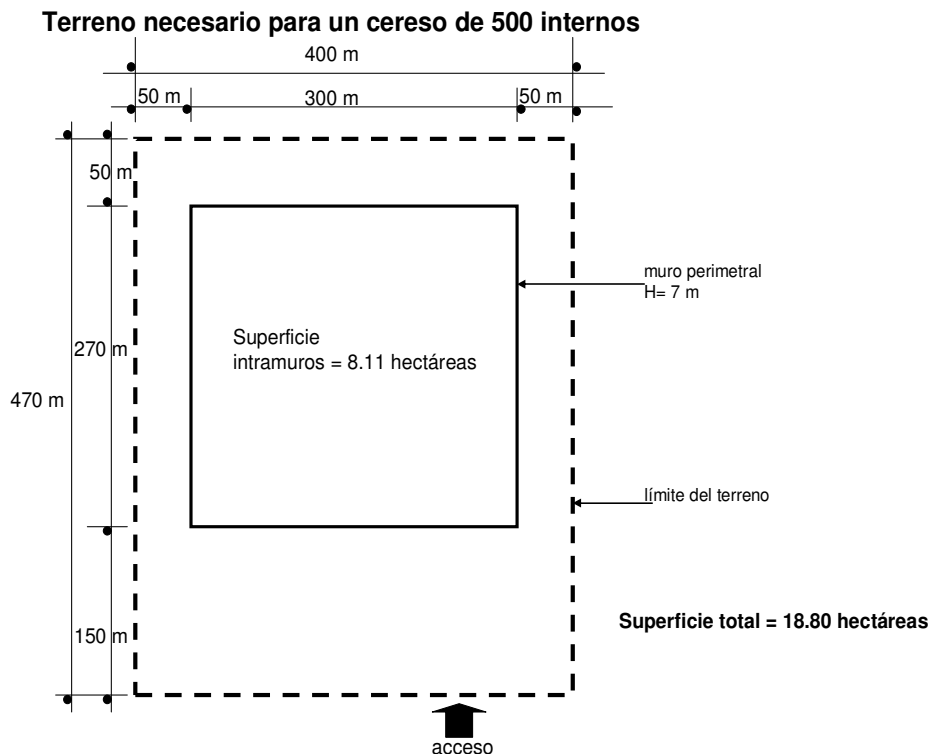 Terreno necesario para un cereso de 500 internos
400 m
50 m
300 m
50 m
50 m
muro perimetral
H= 7 m
Superficie
intramuros = 8.11 hectáreas
270 m
470 m
límite del terreno
Superficie total = 18.80 hectáreas
150 m
acceso